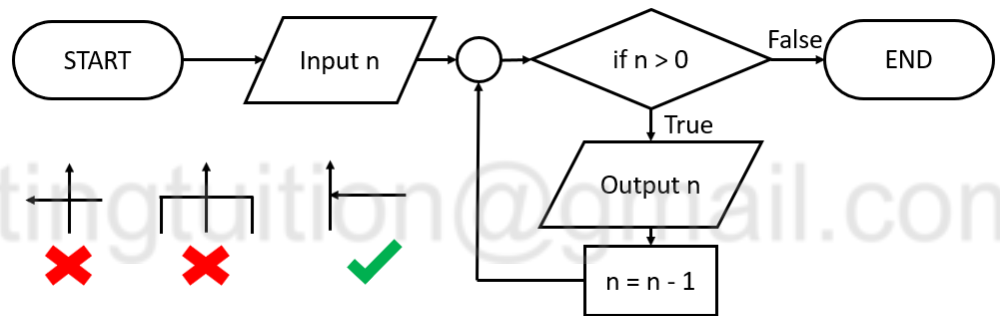 START
Input n
if n > 0
False
END
True
Output n
n = n - 1
tingtuition@gmail.com